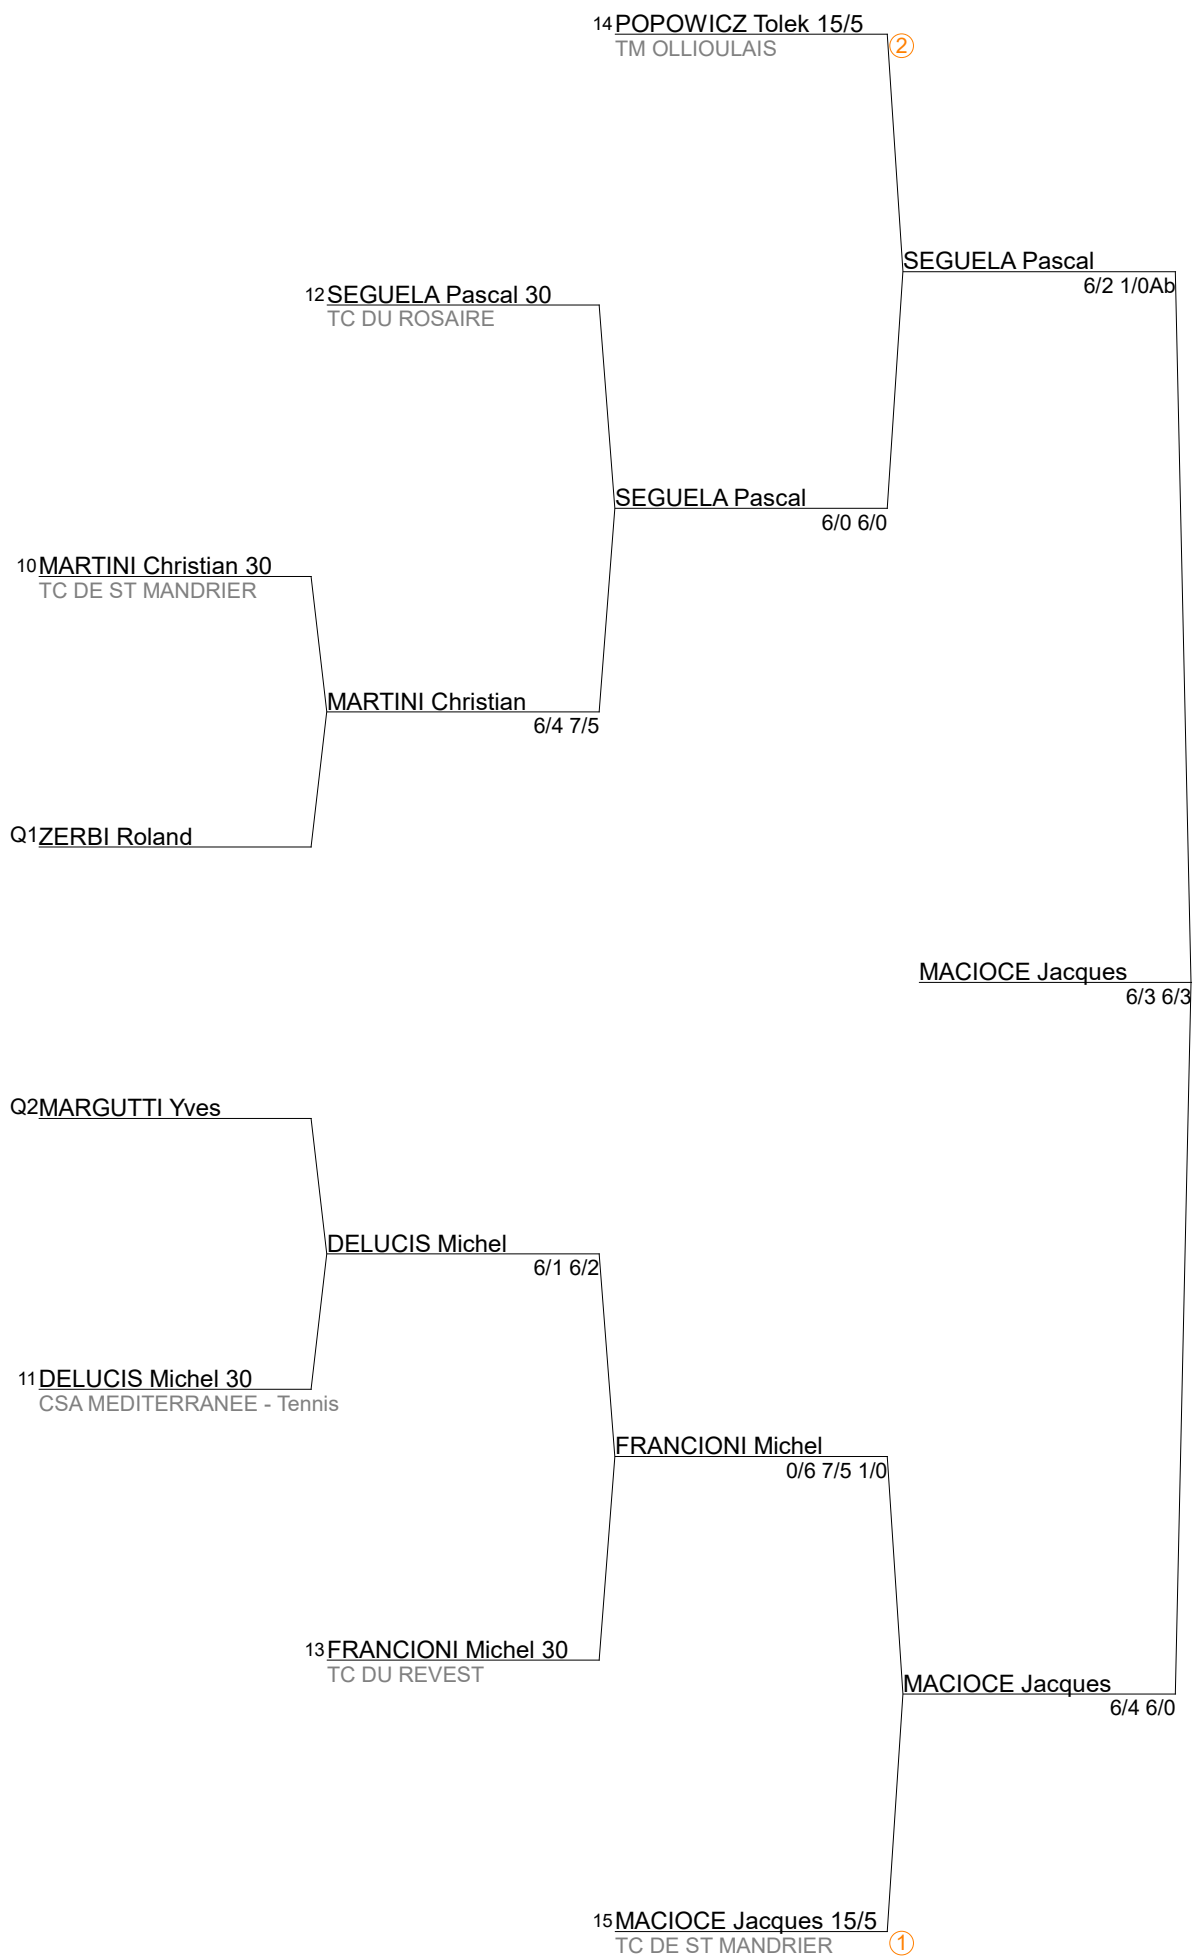 14 POPOWICZ Tolek 15/5
TM OLLIOULAIS
2
SEGUELA Pascal
6/2 1/0Ab
12 SEGUELA Pascal 30
TC DU ROSAIRE
SEGUELA Pascal
6/0 6/0
10 MARTINI Christian 30
TC DE ST MANDRIER
MARTINI Christian
6/4 7/5
Q1 ZERBI Roland
MACIOCE Jacques
6/3 6/3
Q2 MARGUTTI Yves
DELUCIS Michel
6/1 6/2
11 DELUCIS Michel 30
CSA MEDITERRANEE - Tennis
FRANCIONI Michel
0/6 7/5 1/0
13 FRANCIONI Michel 30
TC DU REVEST
MACIOCE Jacques
6/4 6/0
15 MACIOCE Jacques 15/5
TC DE ST MANDRIER
1